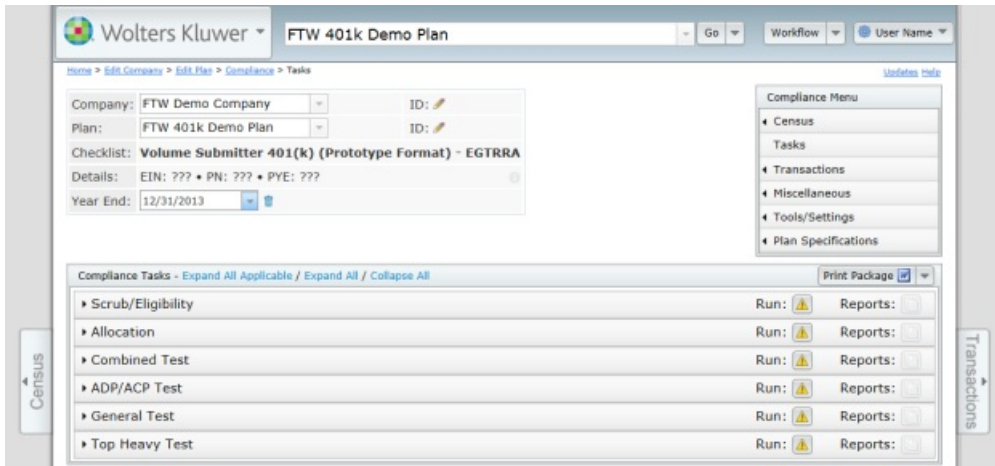 Wolters Kluwer
FTW 401k Demo Plan
Go
Workflow
User Name
Home > Edit Company > Edit Plan > Compliance > Tasks
Updates Help
Company: FTW Demo Company ID:
Plan: FTW 401k Demo Plan ID:
Checklist: Volume Submitter 401(k) (Prototype Format) - EGTRRA
Details: EIN: ??? • PN: ??? • PYE: ???
Year End: 12/31/2013
Compliance Menu
Census
Tasks
Transactions
Miscellaneous
Tools/Settings
Plan Specifications
Compliance Tasks - Expand All Applicable / Expand All / Collapse All
Print Package
Scrub/Eligibility Run: Reports:
Allocation Run: Reports:
Combined Test Run: Reports:
ADP/ACP Test Run: Reports:
General Test Run: Reports:
Top Heavy Test Run: Reports:
Census
Transactions